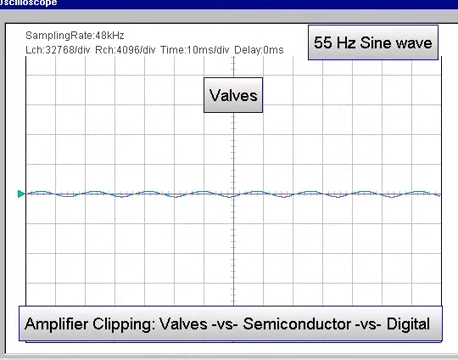 Oscilloscope
SamplingRate:48kHz
Lch:32768/div Rch:4096/div Time:10ms/div Delay:0ms
55 Hz Sine wave
Valves
Amplifier Clipping: Valves -vs- Semiconductor -vs- Digital